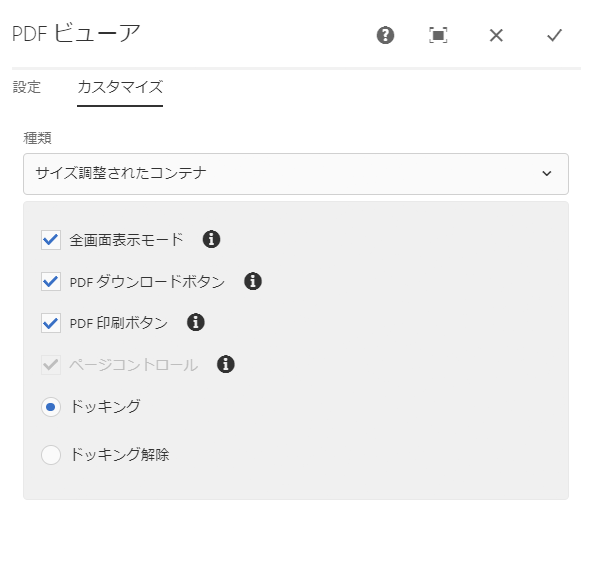 PDF ビューア
設定 カスタマイズ
種類
サイズ調整されたコンテナ
全画面表示モード
PDF ダウンロードボタン
PDF 印刷ボタン
ページコントロール
ドッキング
ドッキング解除